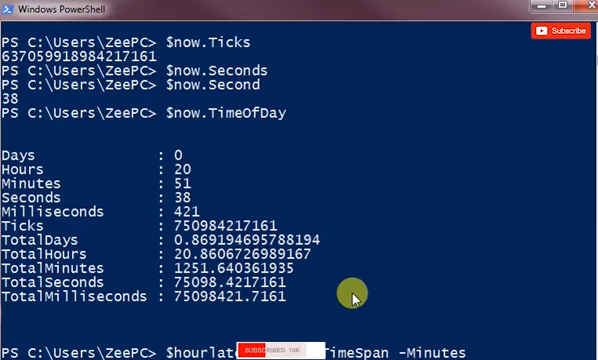 Windows PowerShell
Subscribe
PS C:\Users\ZeePC> $now.Ticks
637059918984217161
PS C:\Users\ZeePC> $now.Seconds
PS C:\Users\ZeePC> $now.Second
38
PS C:\Users\ZeePC> $now.TimeOfDay
Days : 0
Hours : 20
Minutes : 51
Seconds : 38
Milliseconds : 421
Ticks : 750984217161
TotalDays : 0.869194695788194
TotalHours : 20.8606726989167
TotalMinutes : 1251.640361935
TotalSeconds : 75098.4217161
TotalMilliseconds : 75098421.7161
PS C:\Users\ZeePC> $hourlat TimeSpan -Minutes
SUBSCRIBED